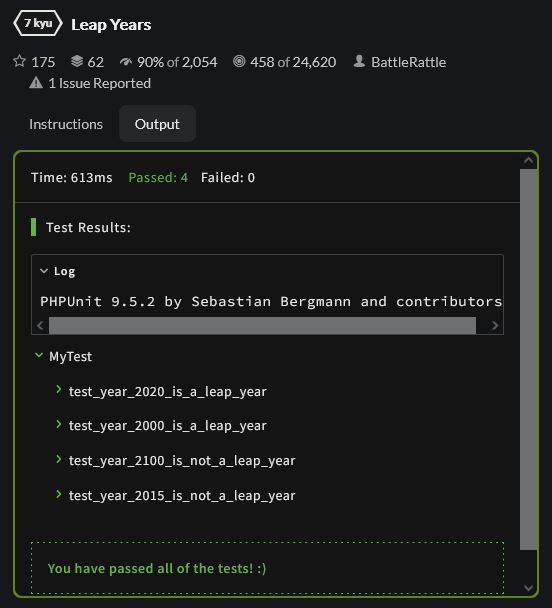 7 kyu Leap Years
175 62 90% of 2,054 458 of 24,620 BattleRattle
1 Issue Reported
Instructions Output
Time: 613ms Passed: 4 Failed: 0
Test Results:
Log
PHPUnit 9.5.2 by Sebastian Bergmann and contributors
MyTest
test_year_2020_is_a_leap_year
test_year_2000_is_a_leap_year
test_year_2100_is_not_a_leap_year
test_year_2015_is_not_a_leap_year
You have passed all of the tests! :)